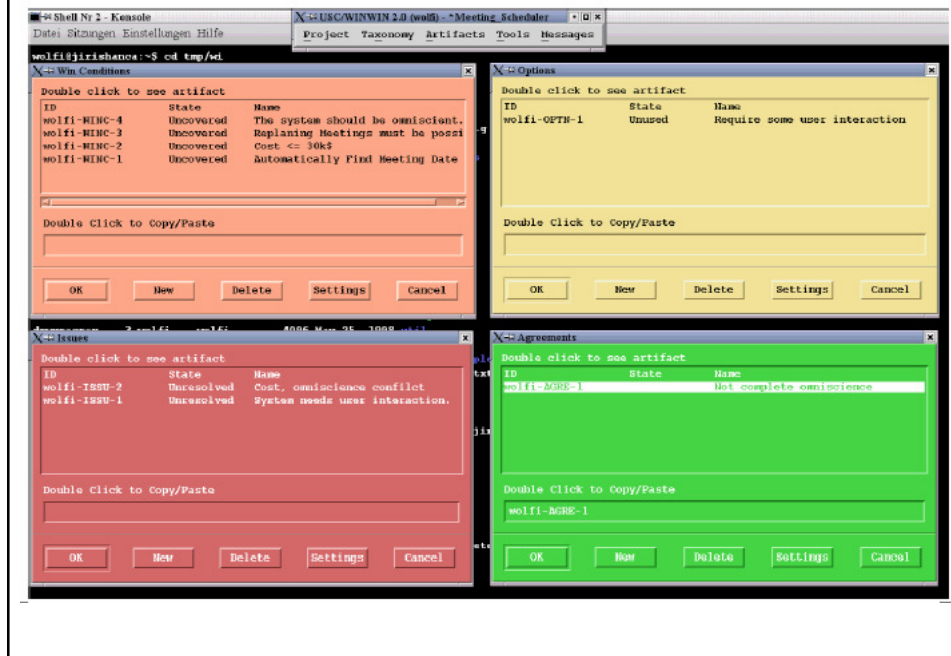 Shell Nr 2 - Konsole
USC/WINWIN 2.0 (wolfi) - *Meeting_Scheduler
Datei Sitzungen Einstellungen Hilfe
Project Taxonomy Artifacts Tools Messages
wolfi@jirishanca:~$ cd tmp/wi
Win Conditions
Double click to see artifact
ID State Name
wolfi-WINC-4 Uncovered The system should be omniscient.
wolfi-WINC-3 Uncovered Replaning Meetings must be possi
wolfi-WINC-2 Uncovered Cost <= 30k$
wolfi-WINC-1 Uncovered Automatically Find Meeting Date
Double Click to Copy/Paste
OK New Delete Settings Cancel
Options
Double click to see artifact
ID State Name
wolfi-OPTN-1 Unused Require some user interaction
Double Click to Copy/Paste
OK New Delete Settings Cancel
4096 May 25 1998 util
Issues
Double click to see artifact
ID State Name
wolfi-ISSU-2 Unresolved Cost, omniscience confilct
wolfi-ISSU-1 Unresolved System needs user interaction.
Double Click to Copy/Paste
OK New Delete Settings Cancel
Agreements
Double click to see artifact
ID State Name
wolfi-AGRE-1 Not complete omniscience
Double Click to Copy/Paste
wolfi-AGRE-1
OK New Delete Settings Cancel